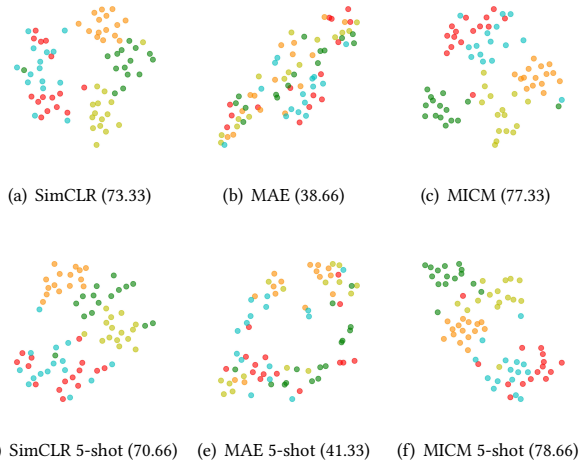 (a) SimCLR (73.33)
(b) MAE (38.66)
(c) MICM (77.33)
) SimCLR 5-shot (70.66)
(e) MAE 5-shot (41.33)
(f) MICM 5-shot (78.66)